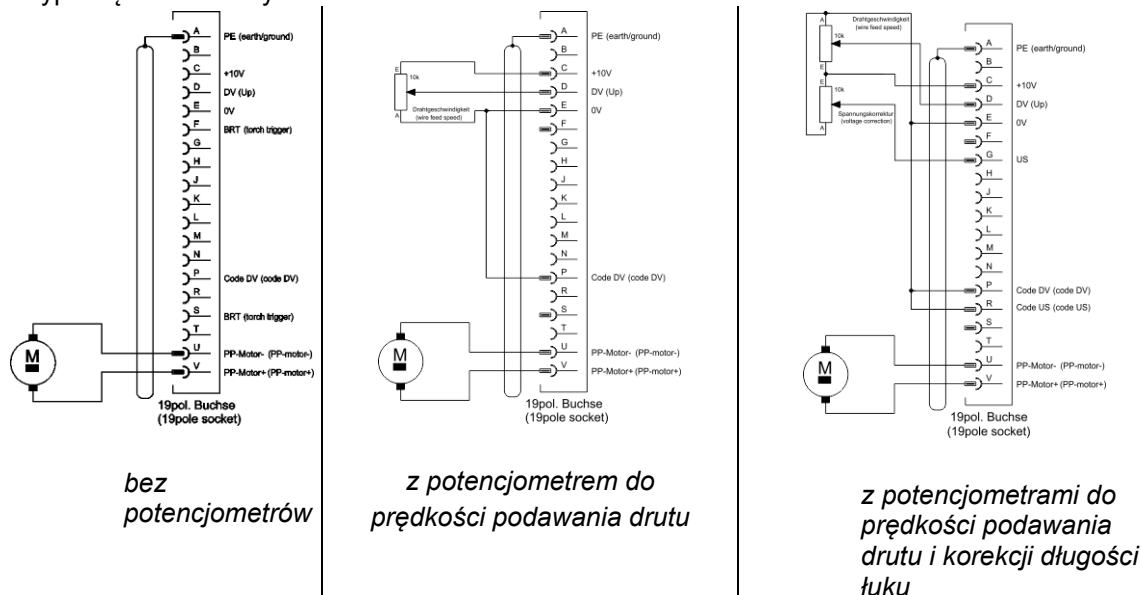 A
PE (earth/ground)
B
C
+10V
D
DV (Up)
E
0V
F
BRT (torch trigger)
G
H
J
K
L
M
N
P
Code DV (code DV)
R
S
BRT (torch trigger)
T
U
PP-Motor- (PP-motor-)
V
PP-Motor+ (PP-motor+)
M
19pol. Buchse
(19pole socket)
bez
potencjometrów
A
PE (earth/ground)
B
E
10k
C
+10V
D
DV (Up)
Drahtgeschwindigkeit
(wire feed speed)
A
E
0V
F
G
H
J
K
L
M
N
P
Code DV (code DV)
R
S
T
U
PP-Motor- (PP-motor-)
V
PP-Motor+ (PP-motor+)
M
19pol. Buchse
(19pole socket)
z potencjometrem do
prędkości podawania drutu
A
Drahtgeschwindigkeit
(wire feed speed)
10k
E
A
PE (earth/ground)
B
E
10k
C
+10V
D
DV (Up)
Spannungskorrektur
(voltage correction)
A
E
0V
F
G
US
H
J
K
L
M
N
P
Code DV (code DV)
R
Code US (code US)
S
T
U
PP-Motor- (PP-motor-)
V
PP-Motor+ (PP-motor+)
M
19pol. Buchse
(19pole socket)
z potencjometrami do
prędkości podawania
drutu i korekcji długości
łuku